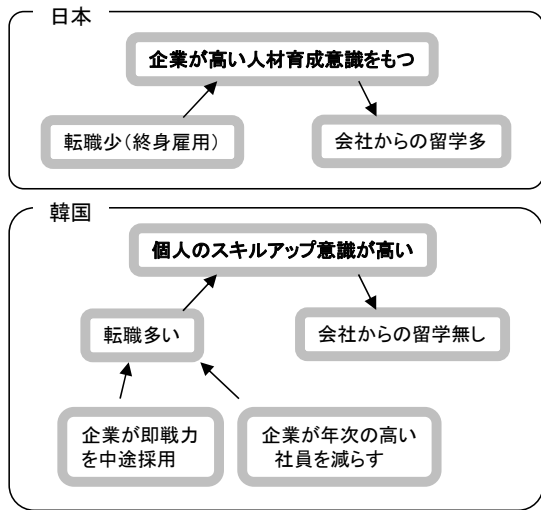 日本
企業が高い人材育成意識をもつ
転職少（終身雇用）
会社からの留学多
韓国
個人のスキルアップ意識が高い
転職多い
会社からの留学無し
企業が即戦力
を中途採用
企業が年次の高い
社員を減らす